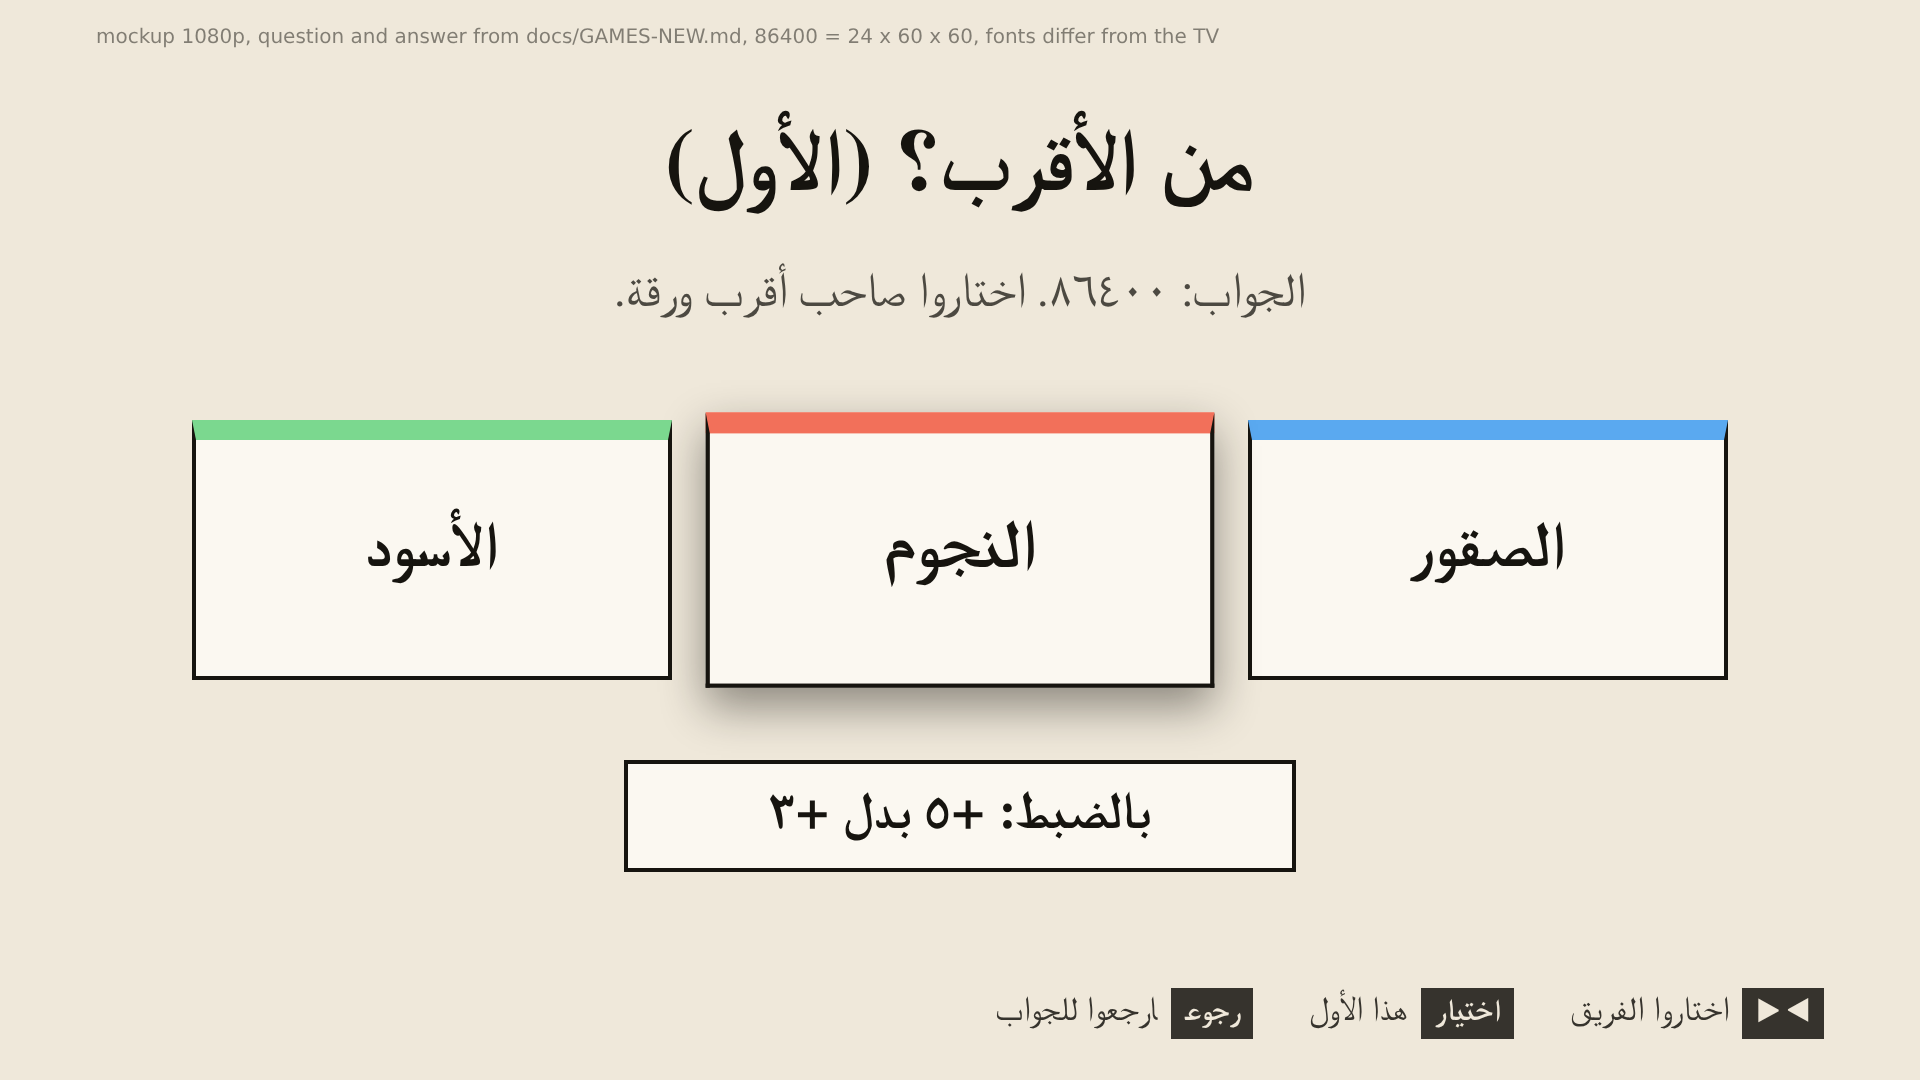 mockup 1080p, question and answer from docs/GAMES-NEW.md, 86400 = 24 x 60 x 60, fonts differ from the TV
من الأقرب؟ (الأول)
الجواب: ٨٦٤٠٠. اختاروا صاحب أقرب ورقة.
الصقور
النجوم
الأسود
بالضبط: +٥ بدل +٣
▶◀ اختاروا الفريق
اختيار هذا الأول
رجوع ارجعوا للجواب